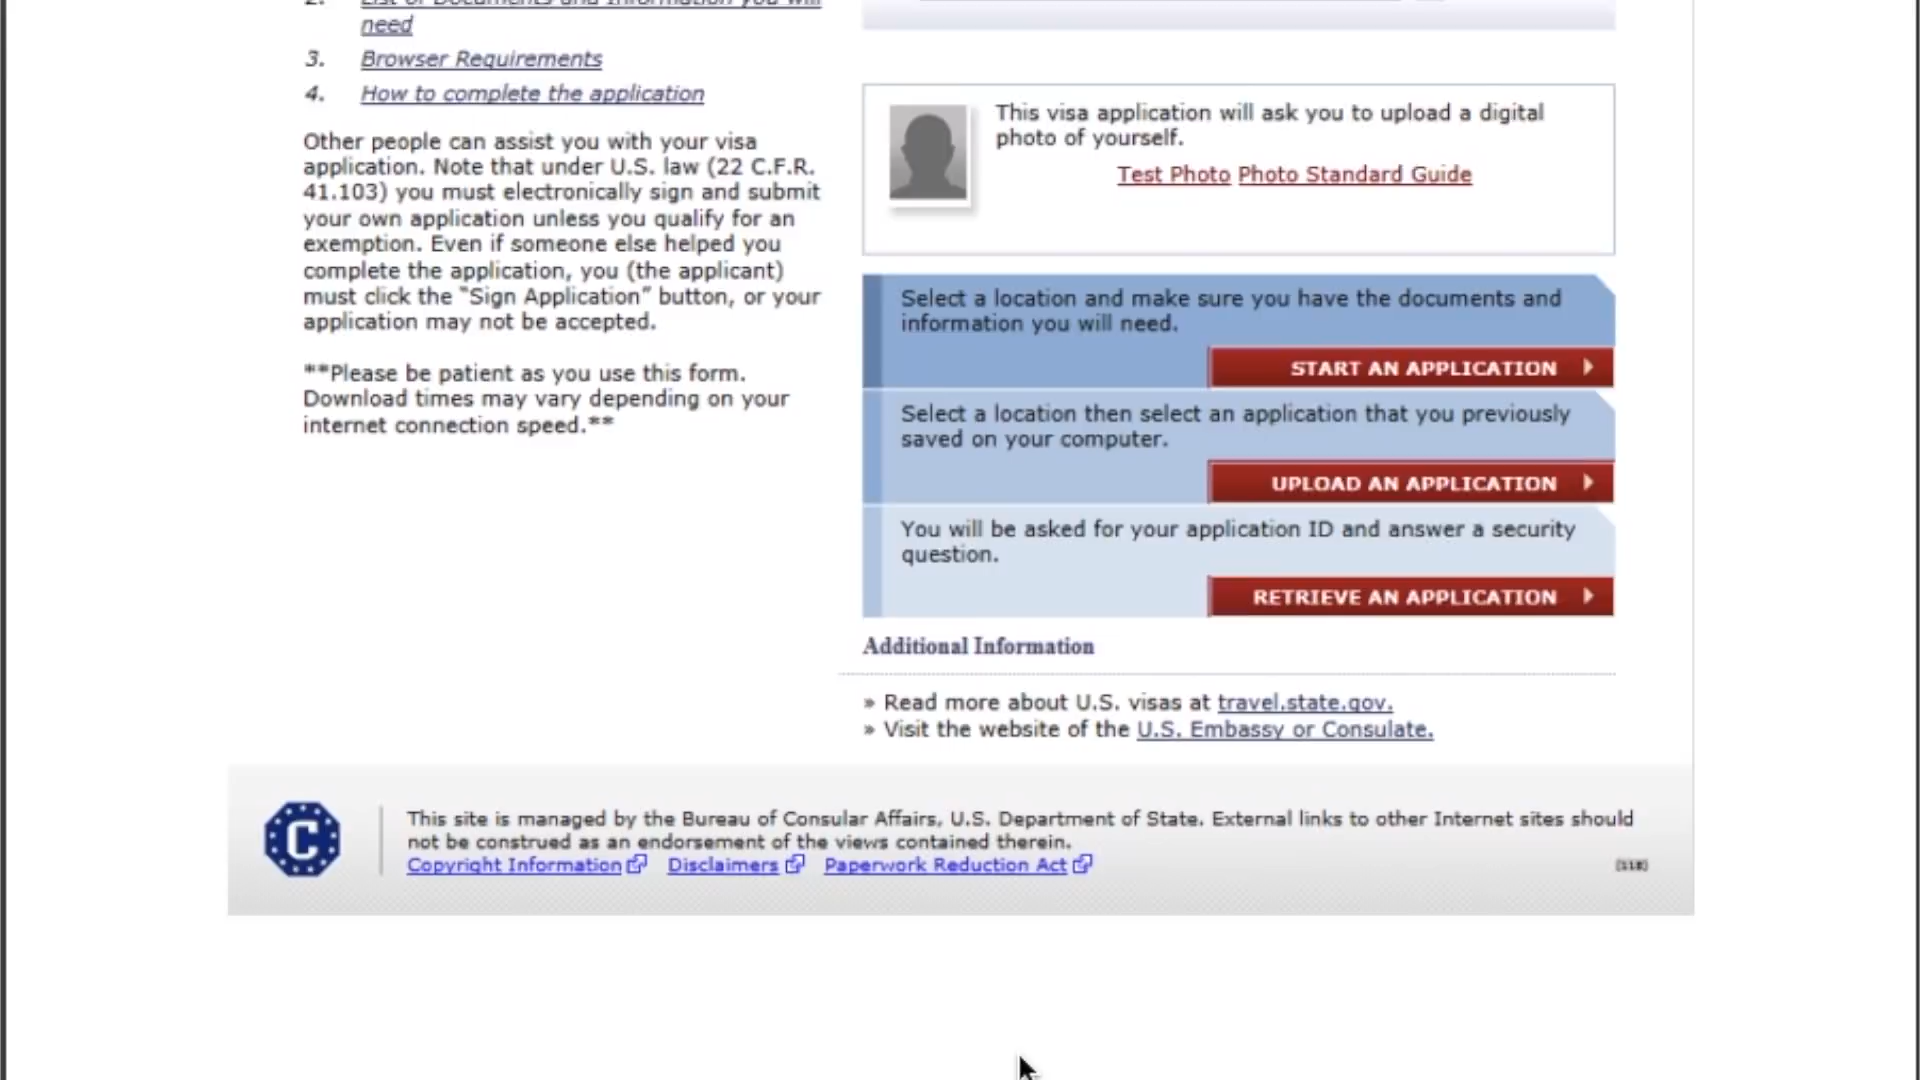 2. List of Documents and Information you will
need
3. Browser Requirements
4. How to complete the application
Other people can assist you with your visa
application. Note that under U.S. law (22 C.F.R.
41.103) you must electronically sign and submit
your own application unless you qualify for an
exemption. Even if someone else helped you
complete the application, you (the applicant)
must click the "Sign Application" button, or your
application may not be accepted.
**Please be patient as you use this form.
Download times may vary depending on your
internet connection speed.**
This visa application will ask you to upload a digital
photo of yourself.
Test Photo Photo Standard Guide
Select a location and make sure you have the documents and
information you will need.
START AN APPLICATION
Select a location then select an application that you previously
saved on your computer.
UPLOAD AN APPLICATION
You will be asked for your application ID and answer a security
question.
RETRIEVE AN APPLICATION
Additional Information
» Read more about U.S. visas at travel.state.gov.
» Visit the website of the U.S. Embassy or Consulate.
C
This site is managed by the Bureau of Consular Affairs, U.S. Department of State. External links to other Internet sites should
not be construed as an endorsement of the views contained therein.
Copyright Information Disclaimers Paperwork Reduction Act
(118)